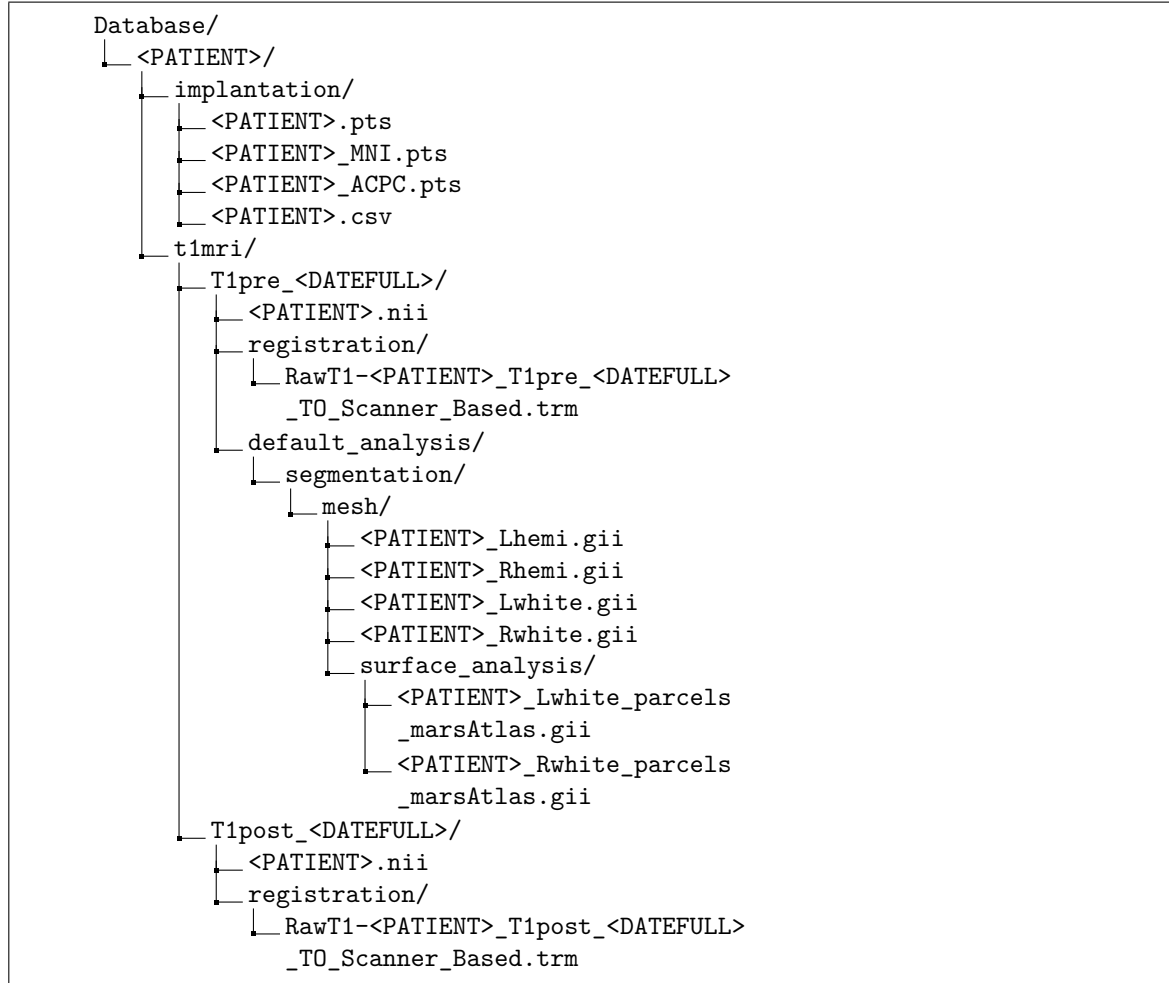 Database/
<PATIENT>/
implantation/
<PATIENT>.pts
<PATIENT>_MNI.pts
<PATIENT>_ACPC.pts
<PATIENT>.csv
t1mri/
T1pre_<DATEFULL>/
<PATIENT>.nii
registration/
RawT1-<PATIENT>_T1pre_<DATEFULL>
_TO_Scanner_Based.trm
default_analysis/
segmentation/
mesh/
<PATIENT>_Lhemi.gii
<PATIENT>_Rhemi.gii
<PATIENT>_Lwhite.gii
<PATIENT>_Rwhite.gii
surface_analysis/
<PATIENT>_Lwhite_parcels
_marsAtlas.gii
<PATIENT>_Rwhite_parcels
_marsAtlas.gii
T1post_<DATEFULL>/
<PATIENT>.nii
registration/
RawT1-<PATIENT>_T1post_<DATEFULL>
_TO_Scanner_Based.trm